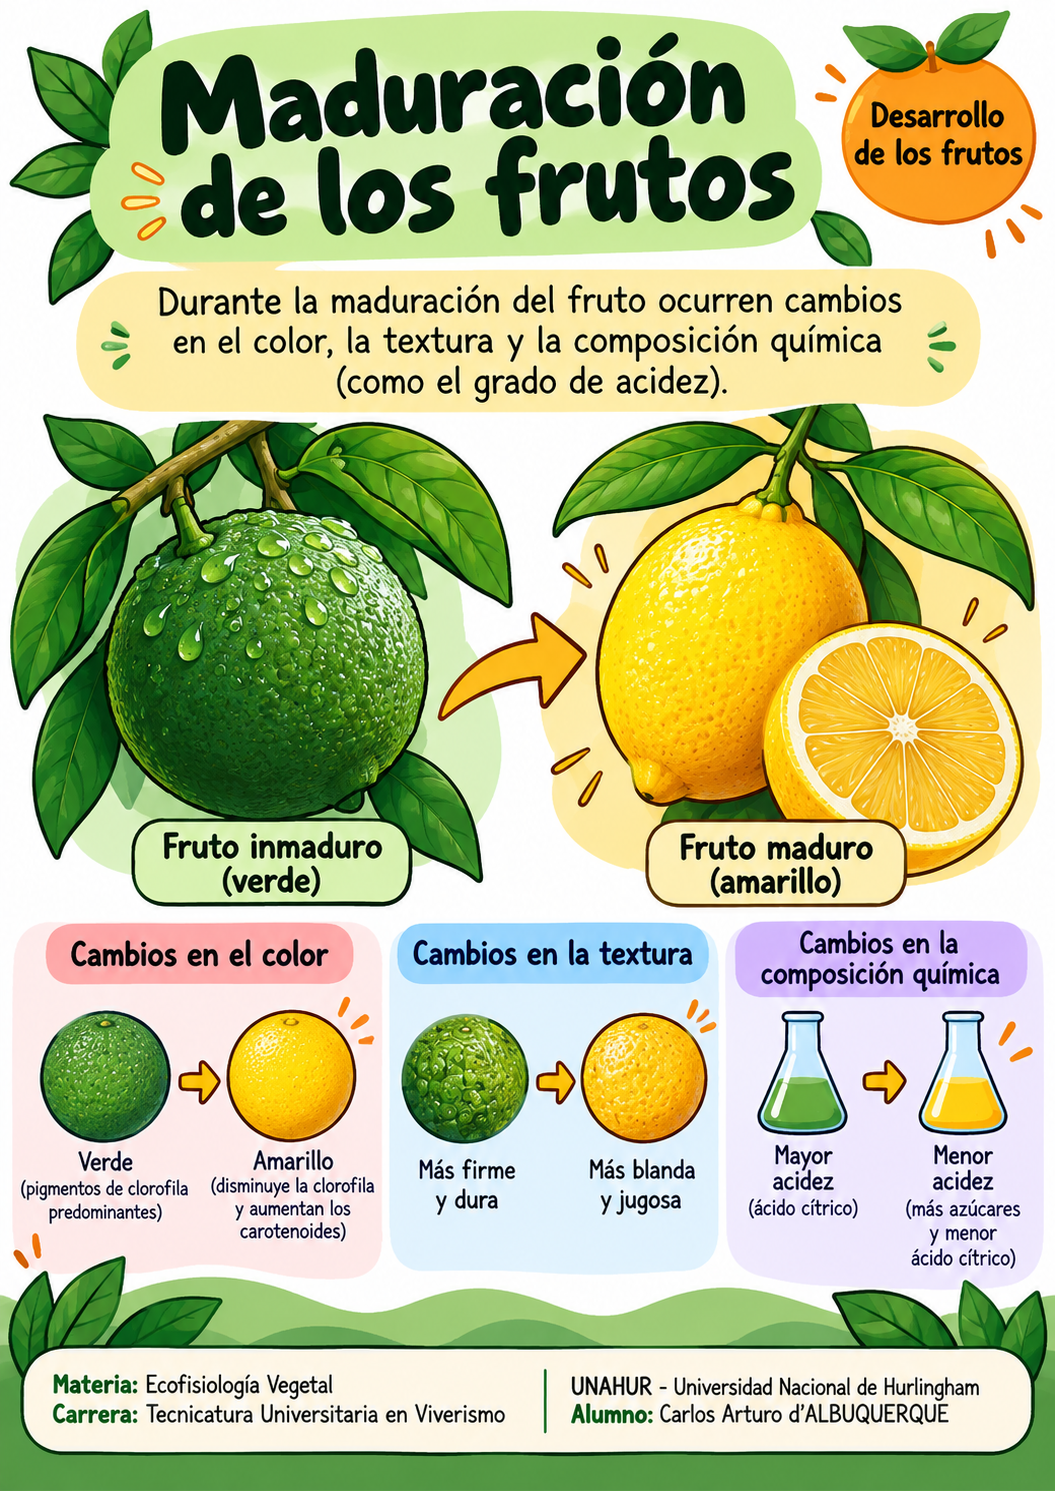 Maduración
de los frutos
Desarrollo
de los frutos
Durante la maduración del fruto ocurren cambios
en el color, la textura y la composición química
(como el grado de acidez).
Fruto inmaduro
(verde)
Fruto maduro
(amarillo)
Cambios en el color
Verde
(pigmentos de clorofila
predominantes)
Amarillo
(disminuye la clorofila
y aumentan los
carotenoides)
Cambios en la textura
Más firme
y dura
Más blanda
y jugosa
Cambios en la
composición química
Mayor
acidez
(ácido cítrico)
Menor
acidez
(más azúcares
y menor
ácido cítrico)
Materia: Ecofisiología Vegetal
Carrera: Tecnicatura Universitaria en Viverismo
UNAHUR - Universidad Nacional de Hurlingham
Alumno: Carlos Arturo d'ALBUQUERQUE